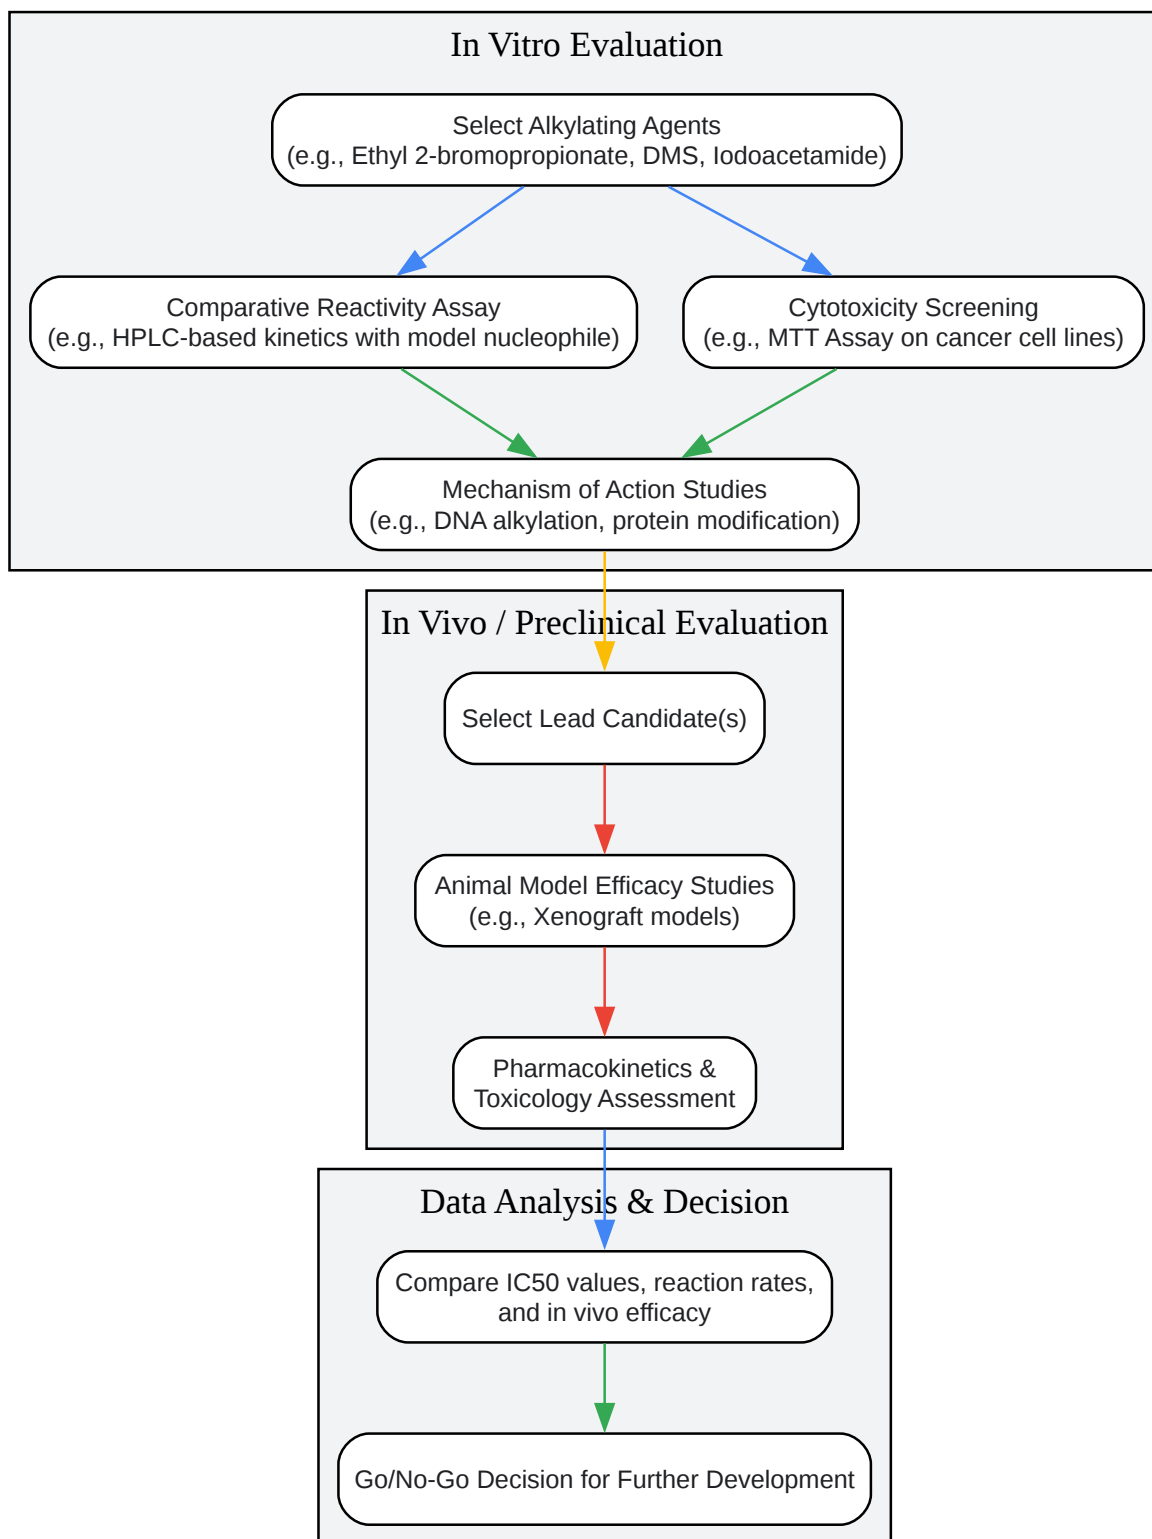 In Vitro Evaluation
Select Alkylating Agents
(e.g., Ethyl 2-bromopropionate, DMS, Iodoacetamide)
Comparative Reactivity Assay
(e.g., HPLC-based kinetics with model nucleophile)
Cytotoxicity Screening
(e.g., MTT Assay on cancer cell lines)
Mechanism of Action Studies
(e.g., DNA alkylation, protein modification)
In Vivo / Preclinical Evaluation
Select Lead Candidate(s)
Animal Model Efficacy Studies
(e.g., Xenograft models)
Pharmacokinetics &
Toxicology Assessment
Data Analysis & Decision
Compare IC50 values, reaction rates,
and in vivo efficacy
Go/No-Go Decision for Further Development